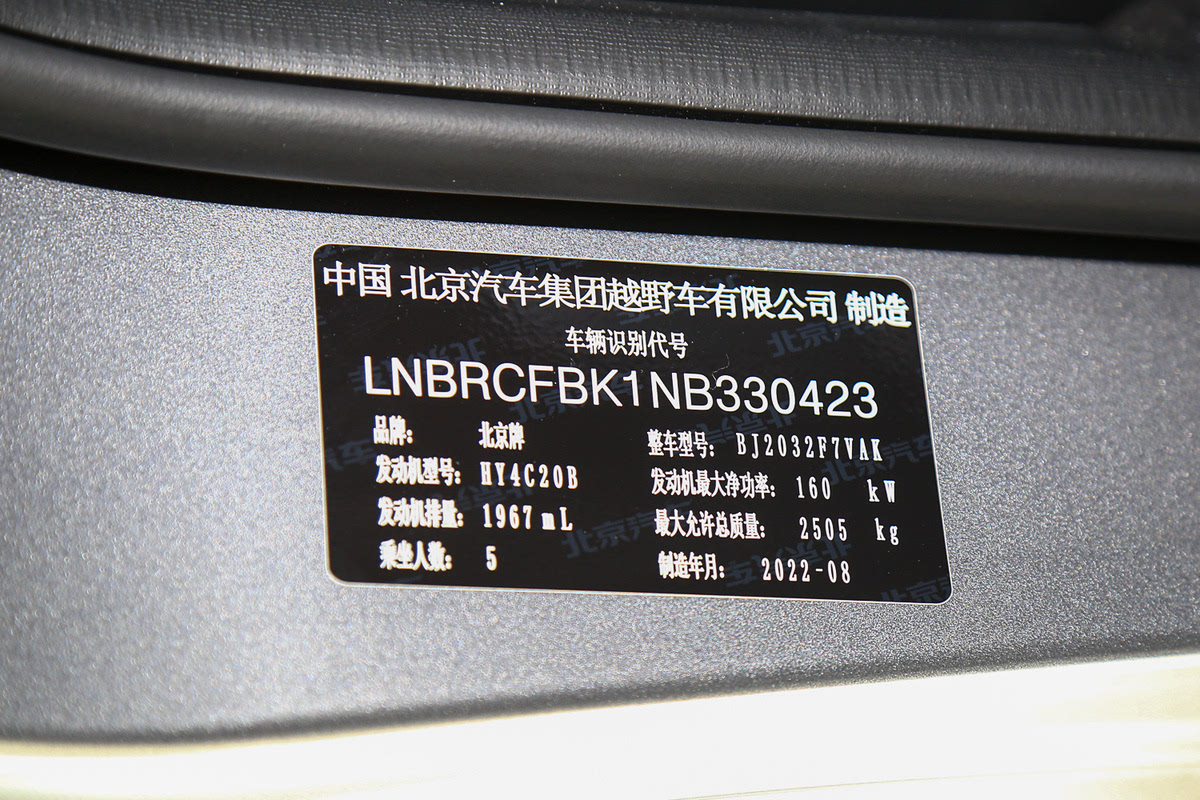 中国 北京汽车集团越野车有限公司 制造
车辆识别代号
LNBRCFBK1NB330423
品牌: 北京牌 整车型号: BJ2032F7VAK
发动机型号: HY4C20B 发动机最大净功率: 160 kW
发动机排量: 1967mL 最大允许总质量: 2505 kg
乘坐人数: 5 制造年月: 2022-08